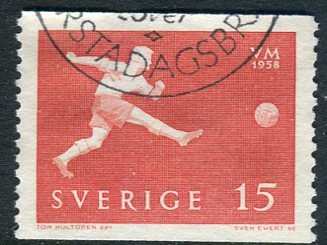 STADAGSBR
VM
1958
SVERIGE 15
TOM HULTGREN DEL
SVEN EWERT SC